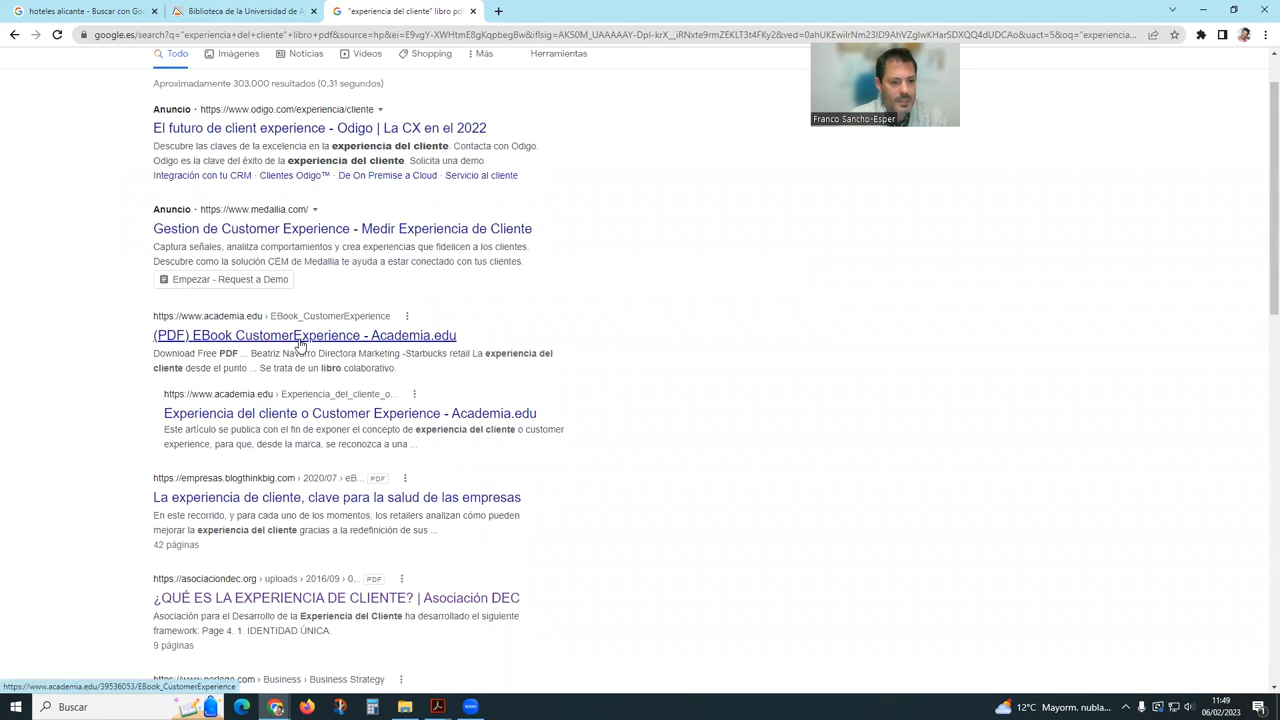 hoteles alicante - Buscar con Goo
Biblioteca de la Universidad de A
"experiencia del cliente" libro pd
google.es/search?q="experiencia+del+cliente"+libro+pdf&source=hp&ei=E9vgY-XWHtmE8gKqpbegBw&iflsig=AK50M_UAAAAAY-DpI-krX
Todo
Imágenes
Noticias
Vídeos
Shopping
Más
Herramientas
Aproximadamente 303.000 resultados (0,31 segundos)
Franco Sancho-Esper
Anuncio · https://www.odigo.com/experiencia/cliente
El futuro de client experience - Odigo | La CX en el 2022
Descubre las claves de la excelencia en la experiencia del cliente. Contacta con Odigo.
Odigo es la clave del éxito de la experiencia del cliente. Solicita una demo.
Integración con tu CRM · Clientes Odigo™ · De On Premise a Cloud · Servicio al cliente
Anuncio · https://www.medallia.com/
Gestion de Customer Experience - Medir Experiencia de Cliente
Captura señales, analilza comportamientos y crea experiencias que fidelicen a los clientes.
Descubre como la solución CEM de Medallia te ayuda a estar conectado con tus clientes.
Empezar - Request a Demo
https://www.academia.edu › EBook_CustomerExperience
(PDF) EBook CustomerExperience - Academia.edu
Download Free PDF ... Beatriz Navarro Directora Marketing -Starbucks retail La experiencia del
cliente desde el punto ... Se trata de un libro colaborativo.
https://www.academia.edu › Experiencia_del_cliente_o...
Experiencia del cliente o Customer Experience - Academia.edu
Este artículo se publica con el fin de exponer el concepto de experiencia del cliente o customer
experience, para que, desde la marca, se reconozca a una ...
https://empresas.blogthinkbig.com › 2020/07 › eB... PDF
La experiencia de cliente, clave para la salud de las empresas
En este recorrido, y para cada uno de los momentos, los retailers analizan cómo pueden
mejorar la experiencia del cliente gracias a la redefinición de sus ...
42 páginas
https://asociaciondec.org › uploads › 2016/09 › 0... PDF
¿QUÉ ES LA EXPERIENCIA DE CLIENTE? | Asociación DEC
Asociación para el Desarrollo de la Experiencia del Cliente ha desarrollado el siguiente
framework. Page 4. 1. IDENTIDAD ÚNICA.
9 páginas
https://www.perlego.com › Business › Business Strategy
https://www.academia.edu/39536053/EBook_CustomerExperience
Buscar
12°C Mayorm. nubla...
11:49
06/02/2023